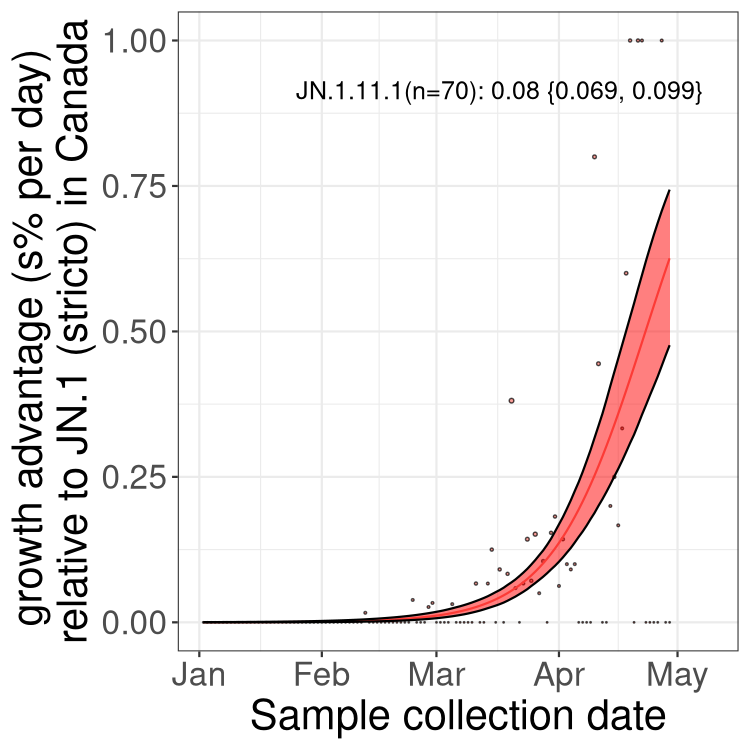 growth advantage (s% per day)
relative to JN.1 (stricto) in Canada
1.00
0.75
0.50
0.25
0.00
JN.1.11.1(n=70): 0.08 {0.069, 0.099}
Jan Feb Mar Apr May
Sample collection date